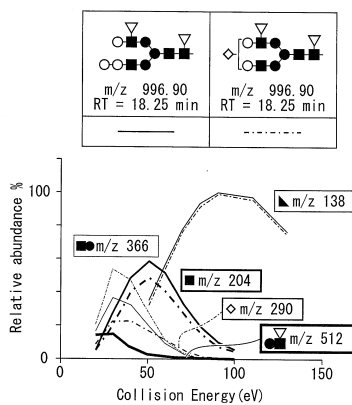 m/z 996.90
RT = 18.25 min
m/z 996.90
RT = 18.25 min
100
m/z 138
m/z 366
m/z 204
m/z 290
m/z 512
0
0
50
100
150
Relative abundance %
Collision Energy(eV)